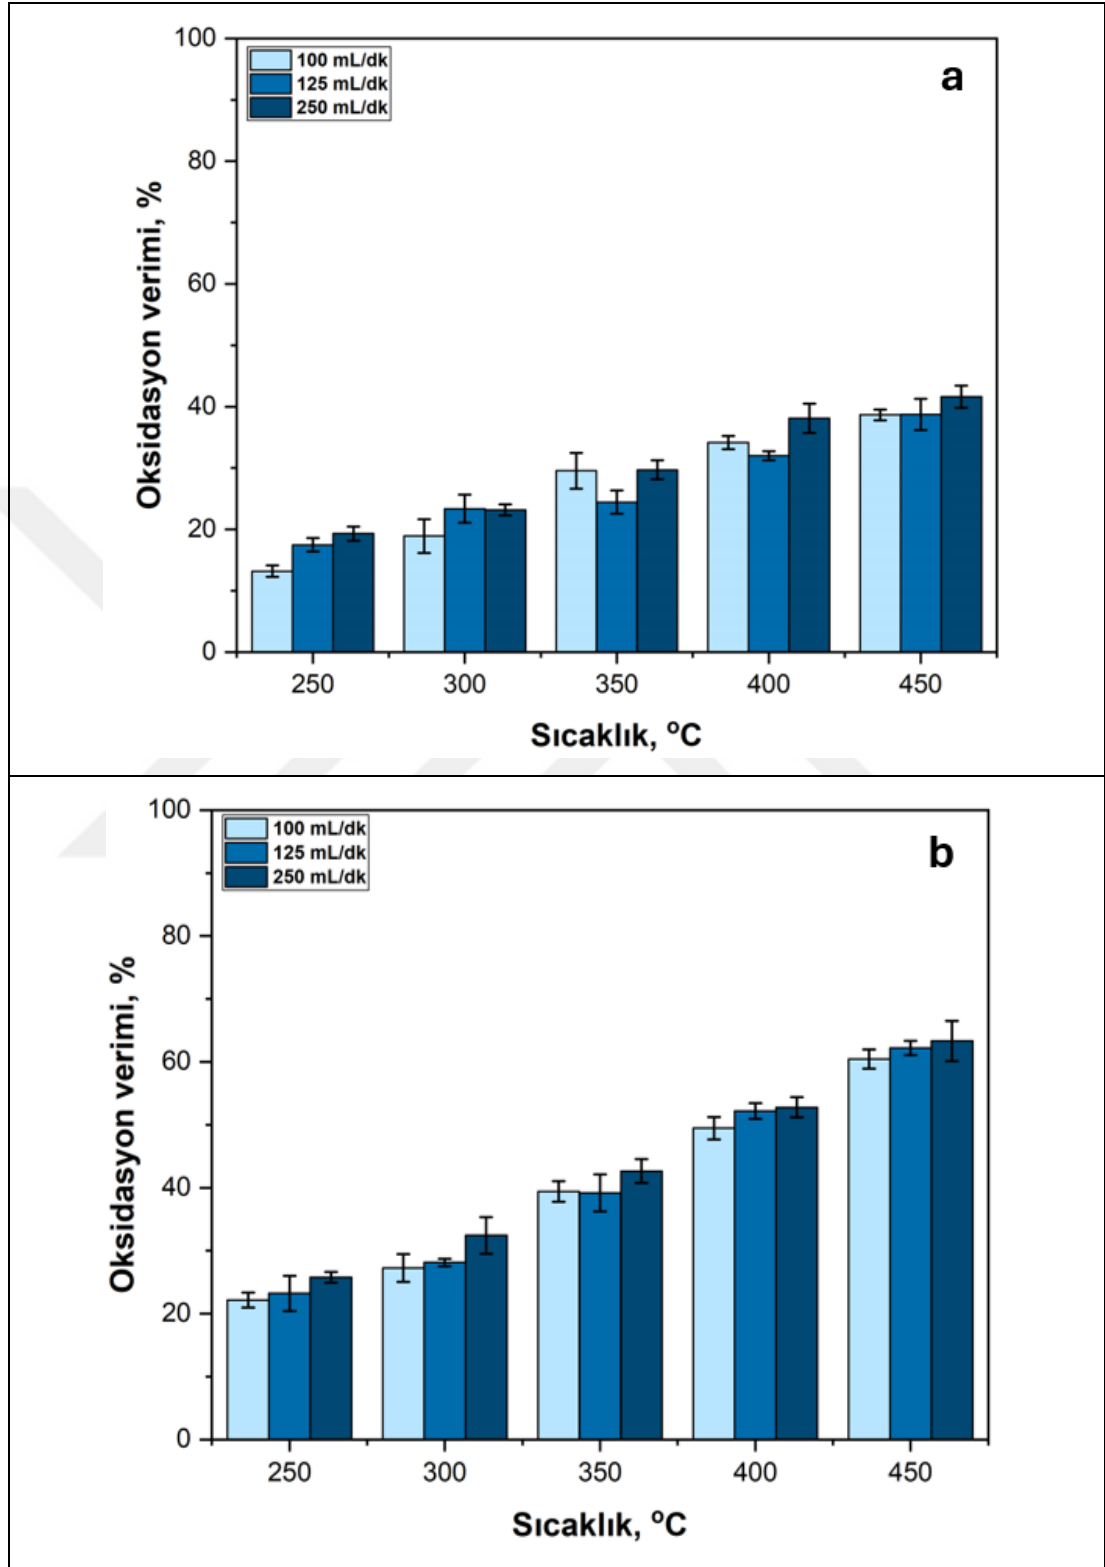 100 mL/dk
125 mL/dk
250 mL/dk
a
100
80
60
40
20
0
Oksidasyon verimi, %
250 300 350 400 450
Sıcaklık, °C
100 mL/dk
125 mL/dk
250 mL/dk
b
100
80
60
40
20
0
Oksidasyon verimi, %
250 300 350 400 450
Sıcaklık, °C